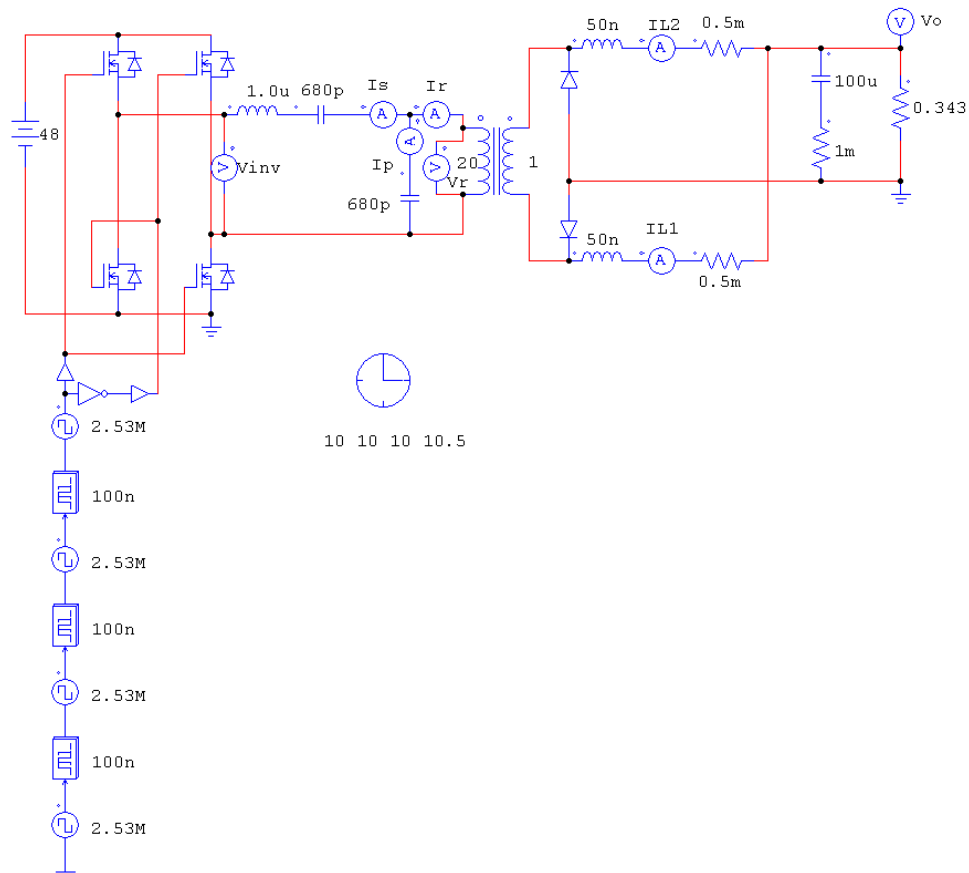 50n IL2 0.5m Vo
V
A
48
1.0u 680p Is Ir
A A
100u
0.343
A
V Vinv
Ip
V
Vr
20 1
1m
680p
50n IL1
A
0.5m
2.53M
10 10 10 10.5
100n
2.53M
100n
2.53M
100n
2.53M